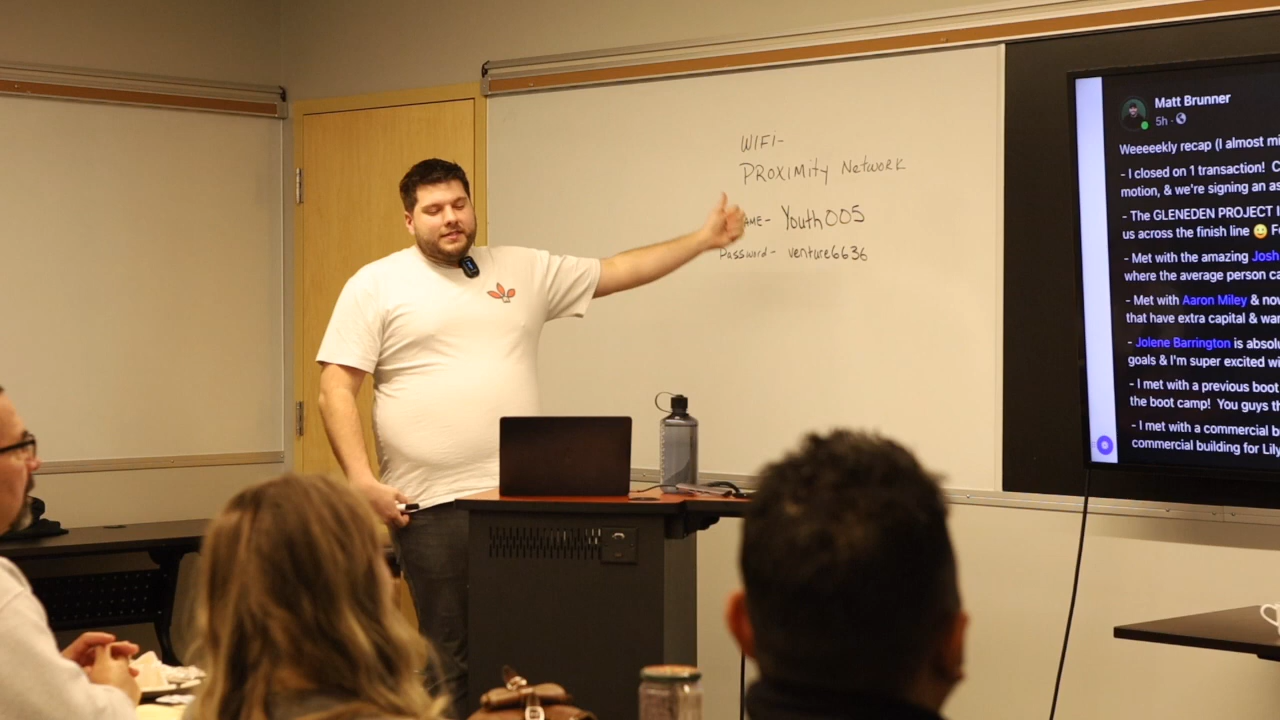 WIFI-
PROXIMITY NETWORK
AME- Youth005
Password- venture6636
Matt Brunner
5h ·
Weeeeekly recap (I almost mi
- I closed on 1 transaction! C
motion, & we're signing an as
- The GLENEDEN PROJECT I
us across the finish line 😀 F
- Met with the amazing Josh
where the average person ca
- Met with Aaron Miley & nov
that have extra capital & wan
- Jolene Barrington is absolu
goals & I'm super excited wi
- I met with a previous boot
the boot camp! You guys th
- I met with a commercial b
commercial building for Lily